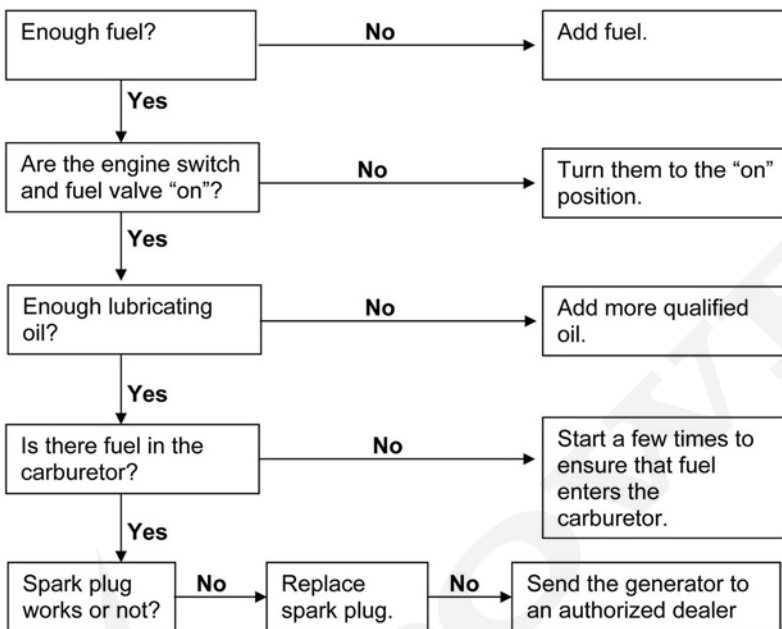 Enough fuel?
No
Add fuel.
Yes
Are the engine switch
and fuel valve “on”?
No
Turn them to the “on”
position.
Yes
Enough lubricating
oil?
No
Add more qualified
oil.
Yes
Is there fuel in the
carburetor?
No
Start a few times to
ensure that fuel
enters the
carburetor.
Yes
Spark plug
works or not?
No
Replace
spark plug.
No
Send the generator to
an authorized dealer